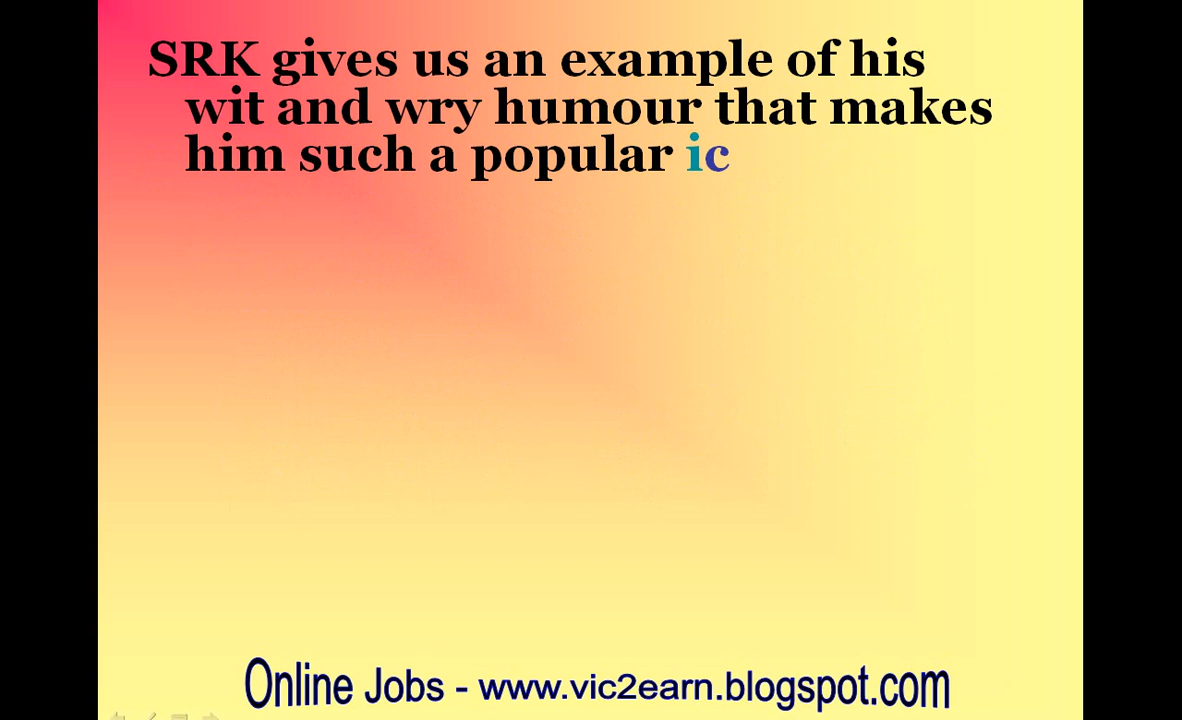 SRK gives us an example of his
wit and wry humour that makes
him such a popular ic
Online Jobs - www.vic2earn.blogspot.com